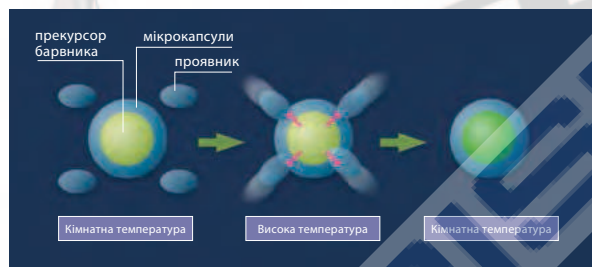 прекурсор
барвника
мікрокапсули
проявник
Кімнатна температура
Висока температура
Кімнатна температура